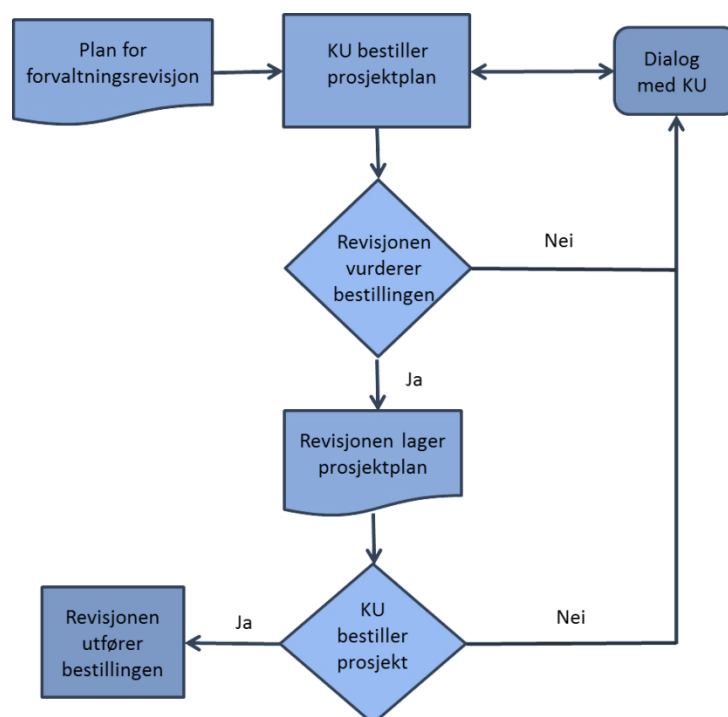 Plan for
forvaltningsrevisjon
KU bestiller
prosjektplan
Dialog
med KU
Revisjonen
vurderer
bestillingen
Nei
Ja
Revisjonen lager
prosjektplan
KU
bestiller
prosjekt
Nei
Ja
Revisjonen
utfører
bestillingen